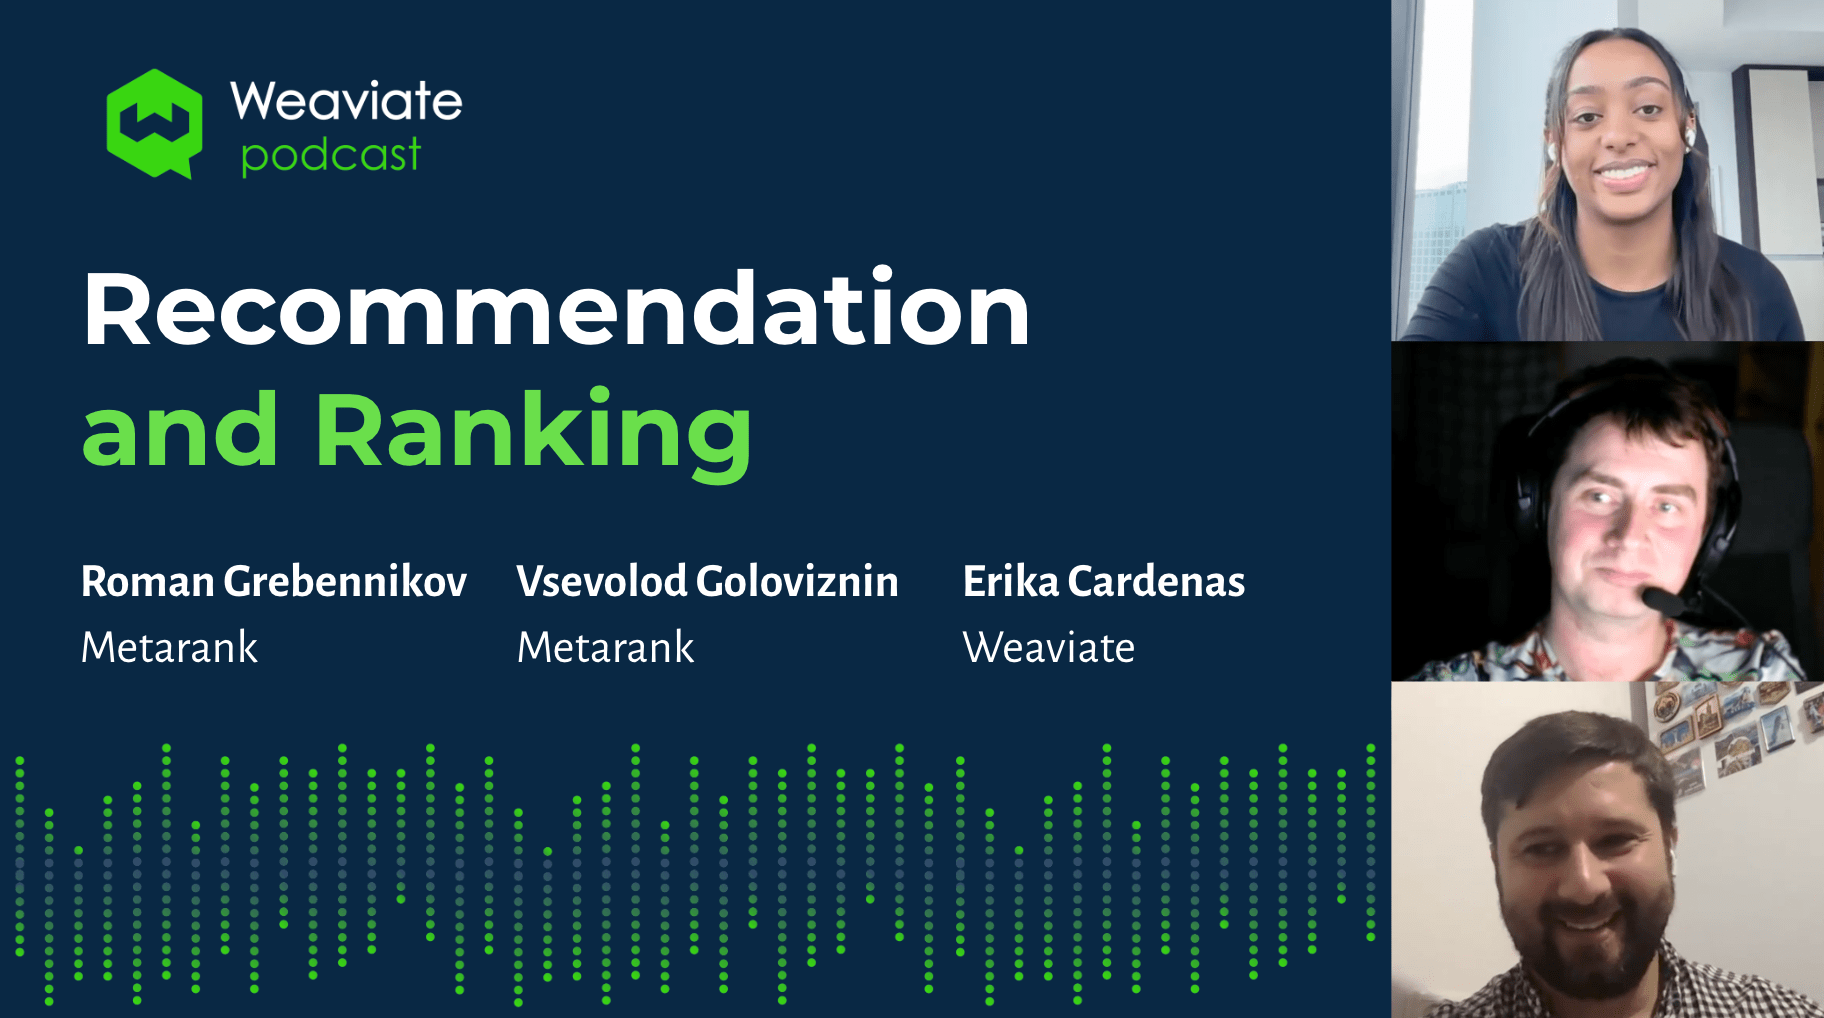 Weaviate
podcast
Recommendation
and Ranking
Roman Grebennikov
Metarank
Vsevolod Goloviznin
Metarank
Erika Cardenas
Weaviate